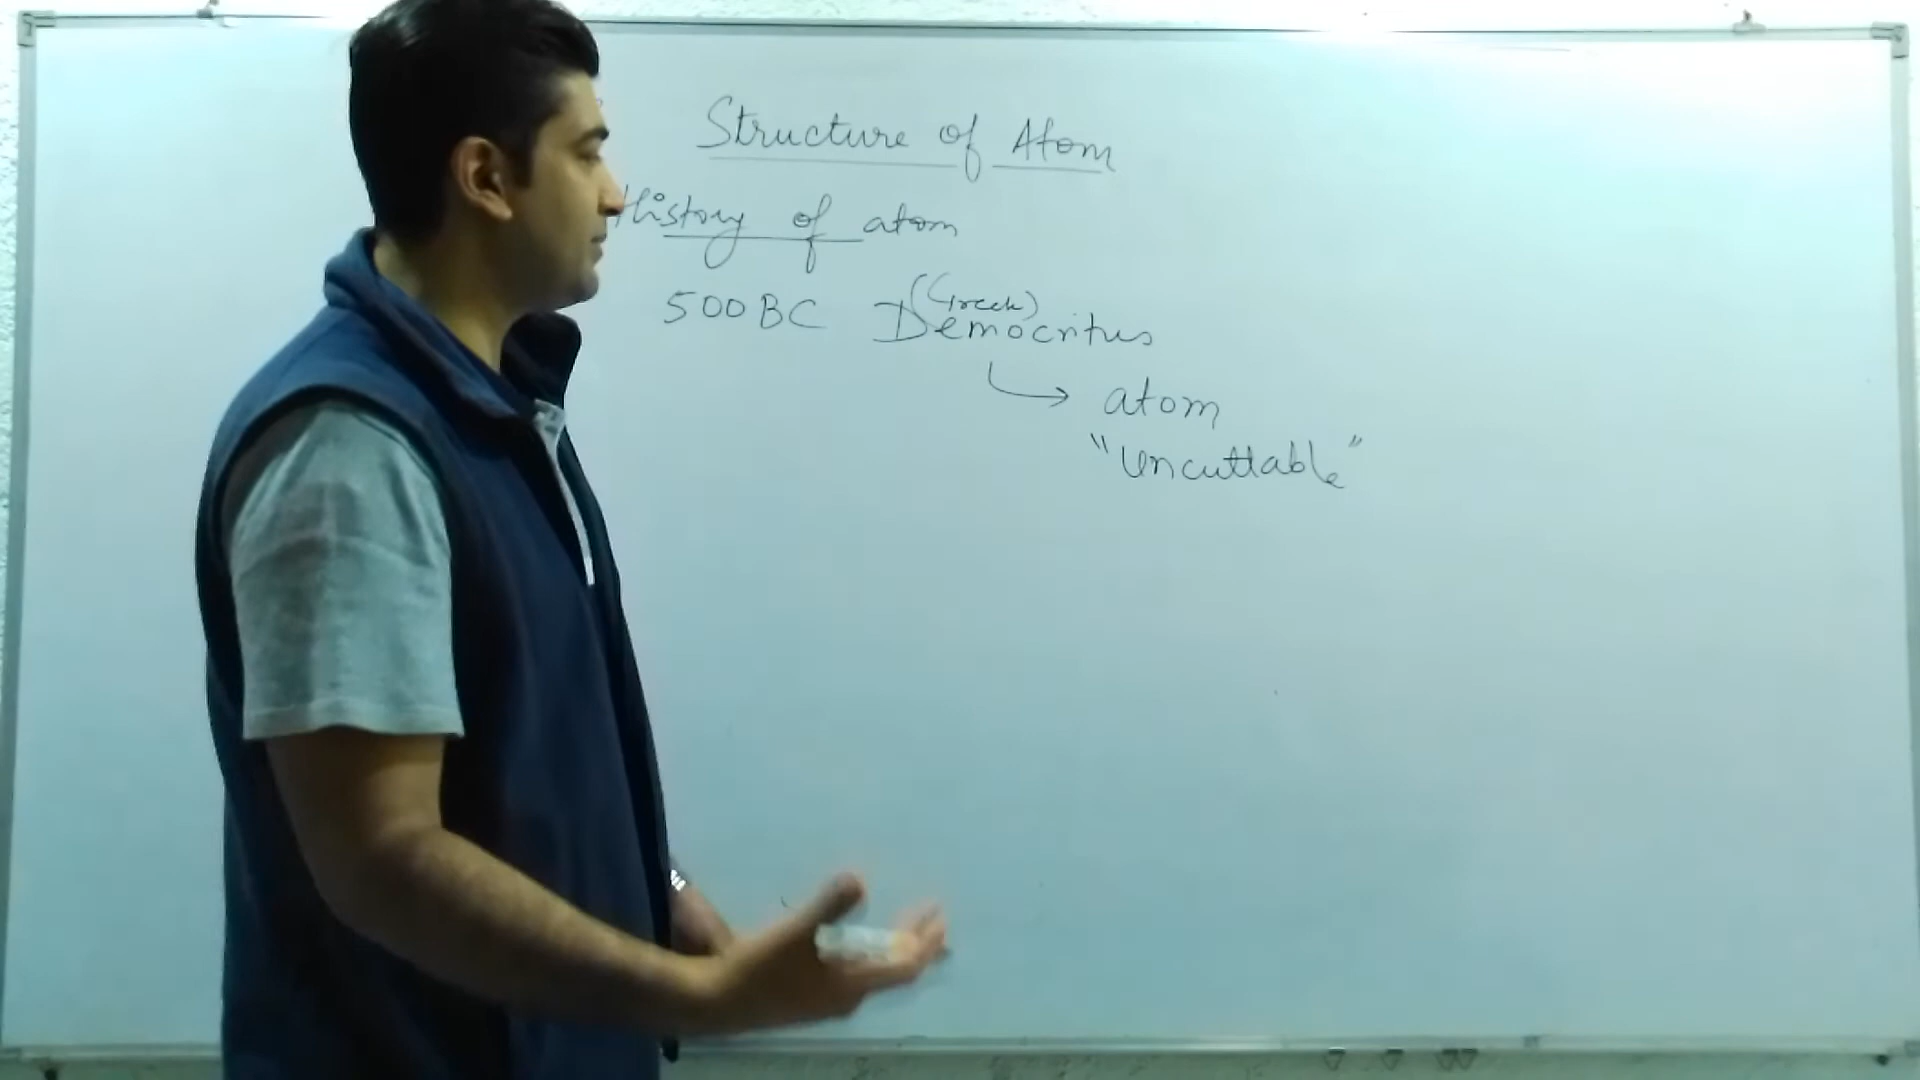 Structure of Atom
History of atom
(Greek)
500 BC Democritus
atom
"Uncuttable"